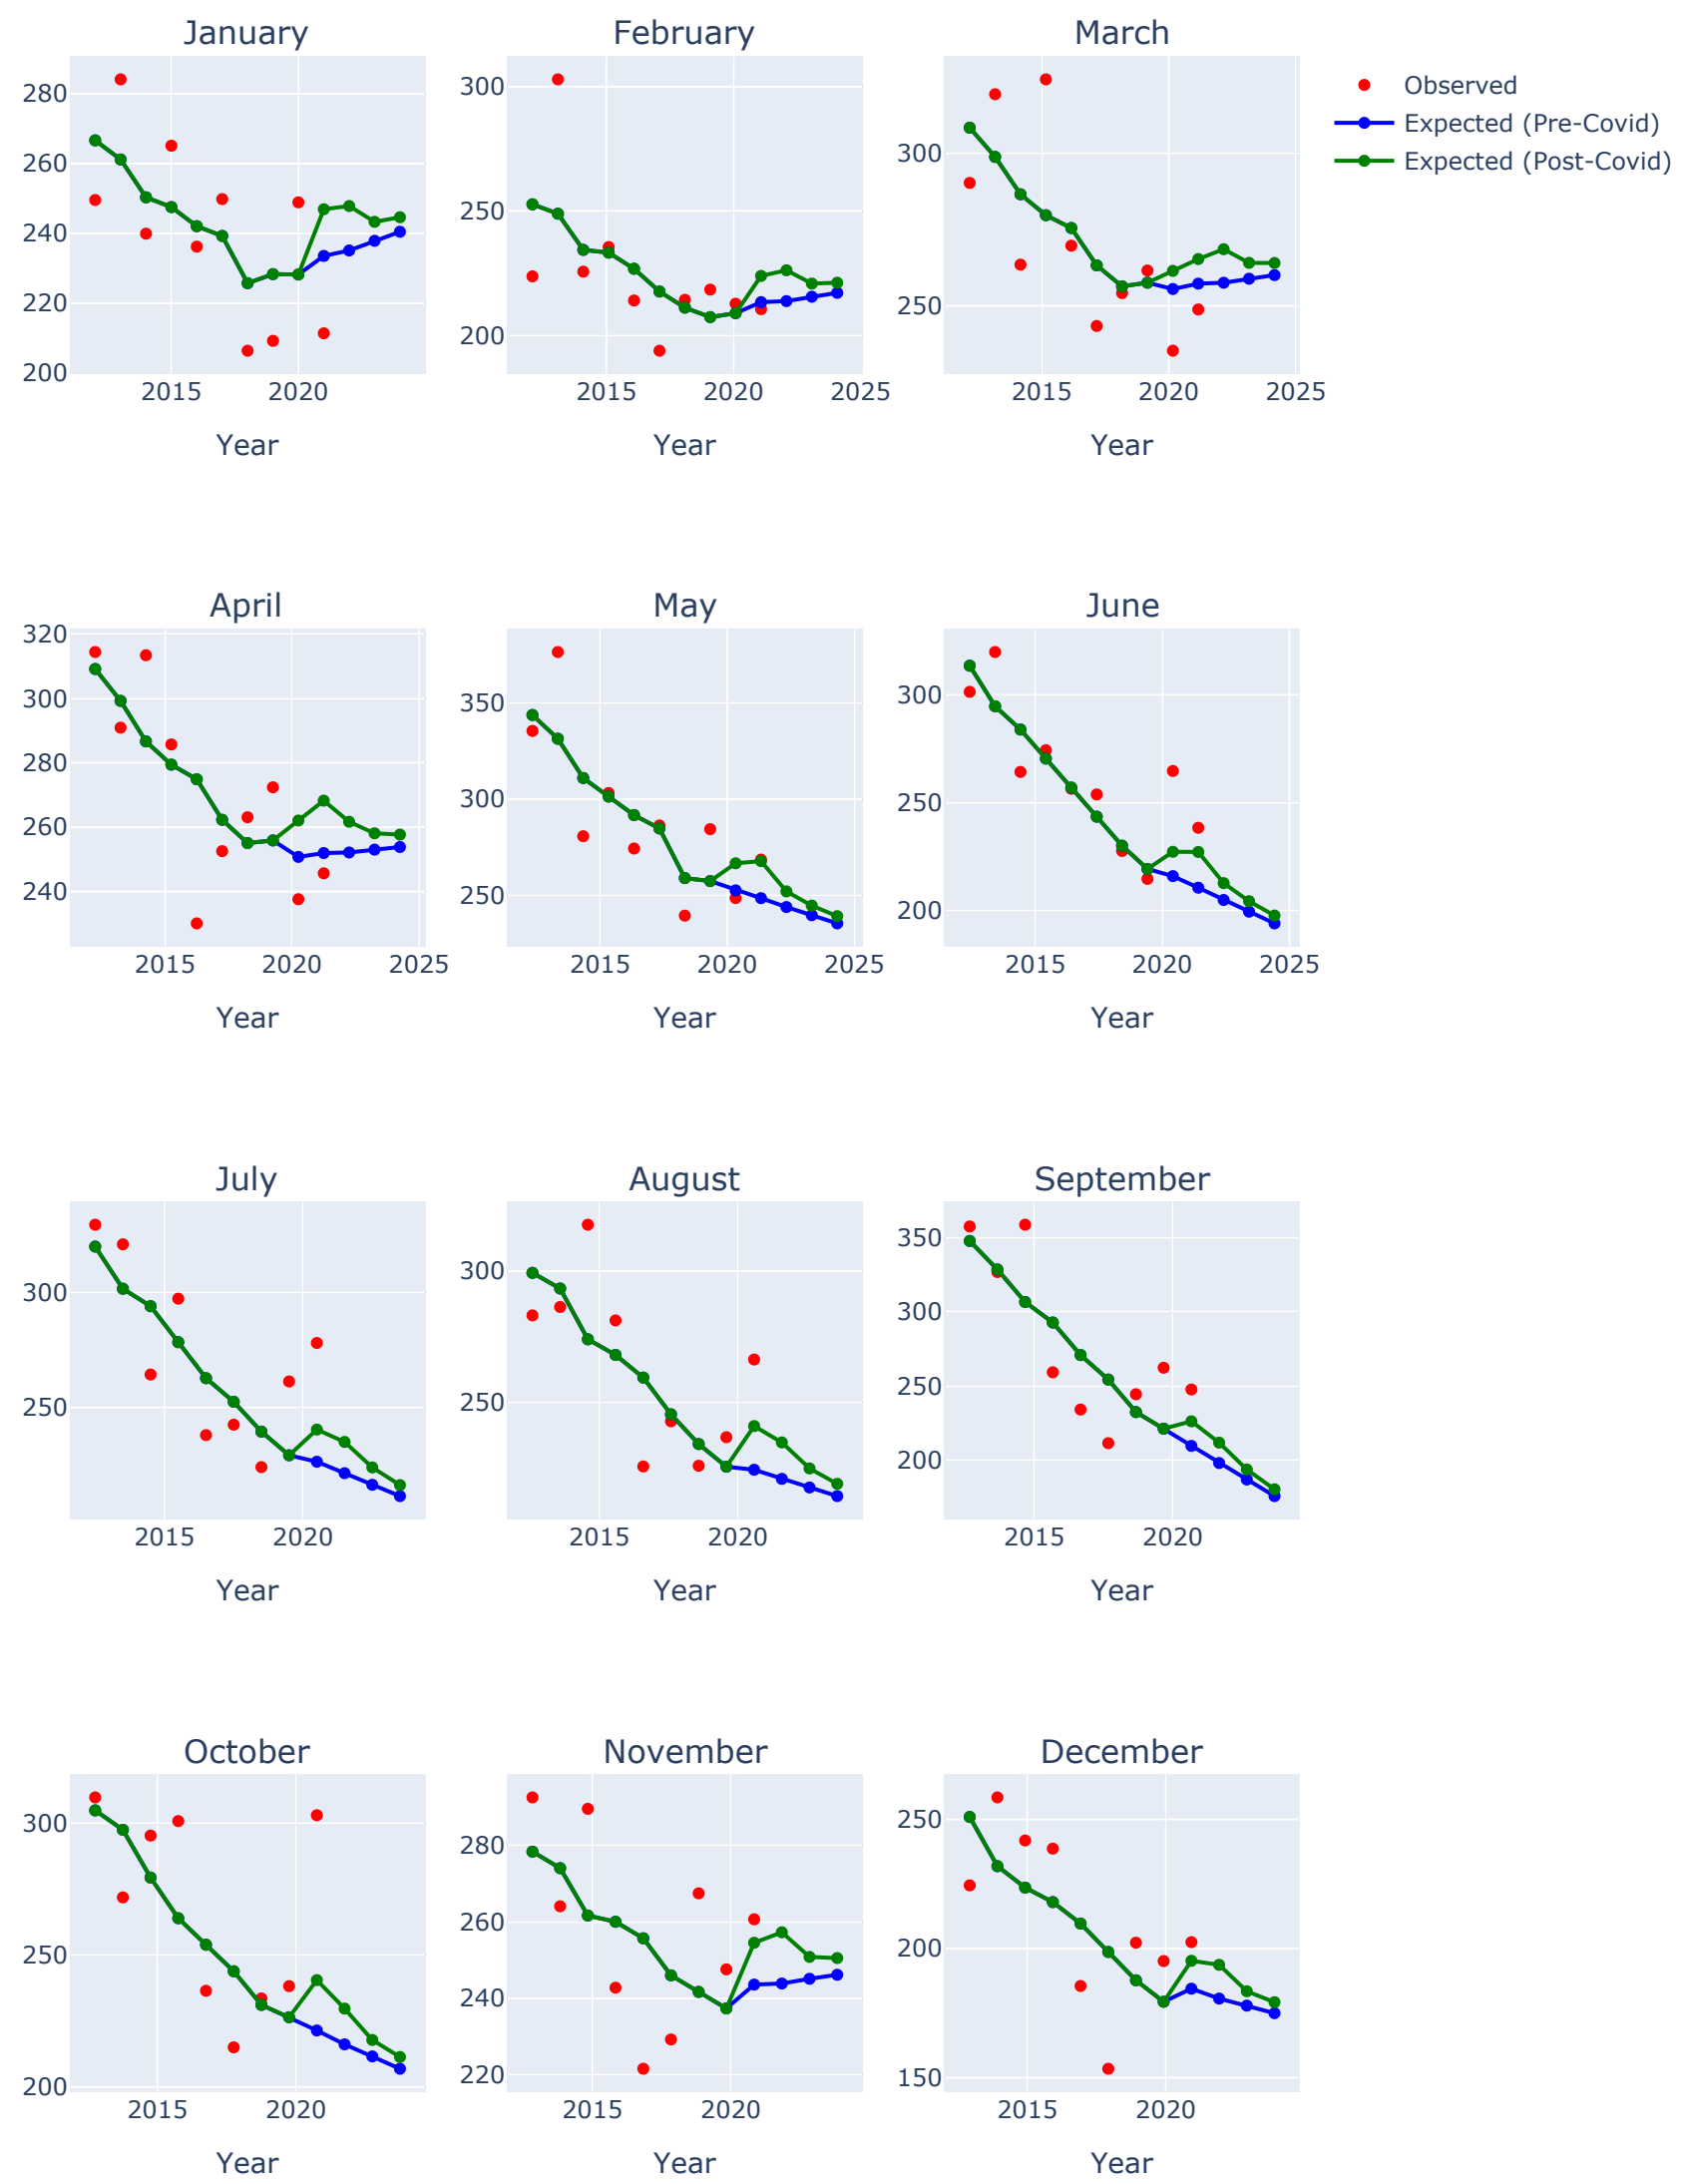 January February March
280
260
240
220
200
2015 2020
Year
300
250
200
2015 2020 2025
Year
300
250
2015 2020 2025
Year
Observed
Expected (Pre-Covid)
Expected (Post-Covid)
April May June
320
300
280
260
240
2015 2020 2025
Year
350
300
250
2015 2020 2025
Year
300
250
200
2015 2020 2025
Year
July August September
300
250
2015 2020
Year
300
250
2015 2020
Year
350
300
250
200
2015 2020
Year
October November December
300
250
200
2015 2020
Year
280
260
240
220
2015 2020
Year
250
200
150
2015 2020
Year